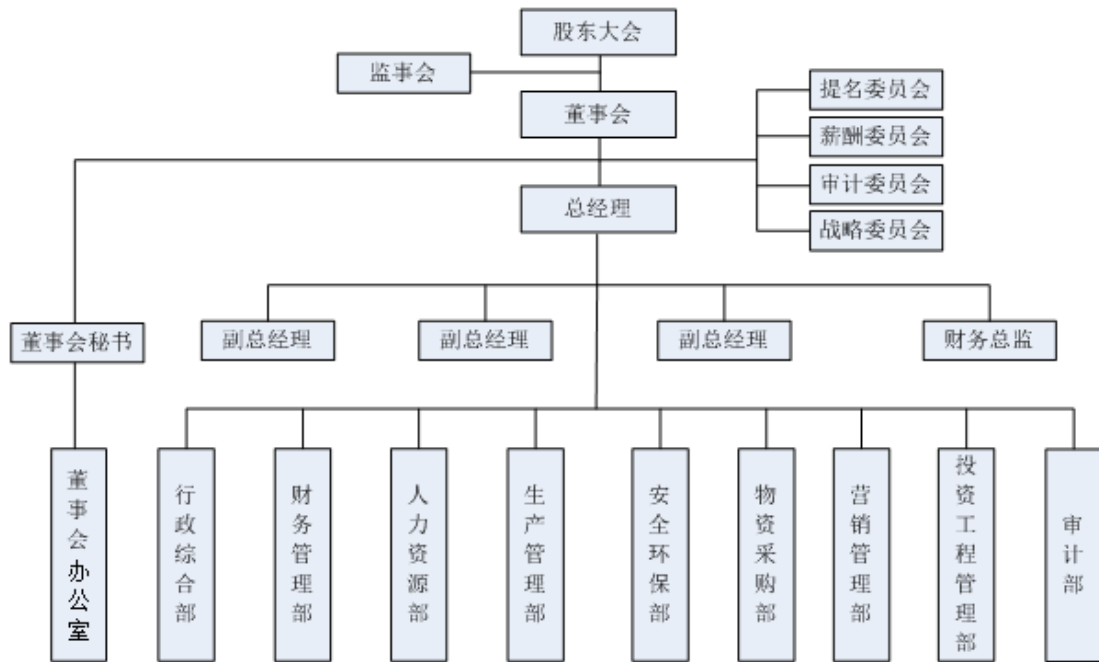 股东大会
监事会
董事会
提名委员会
薪酬委员会
审计委员会
战略委员会
总经理
董事会秘书
副总经理
副总经理
副总经理
财务总监
董事会办公室
行政综合部
财务管理部
人力资源部
生产管理部
安全环保部
物资采购部
营销管理部
投资工程管理部
审计部